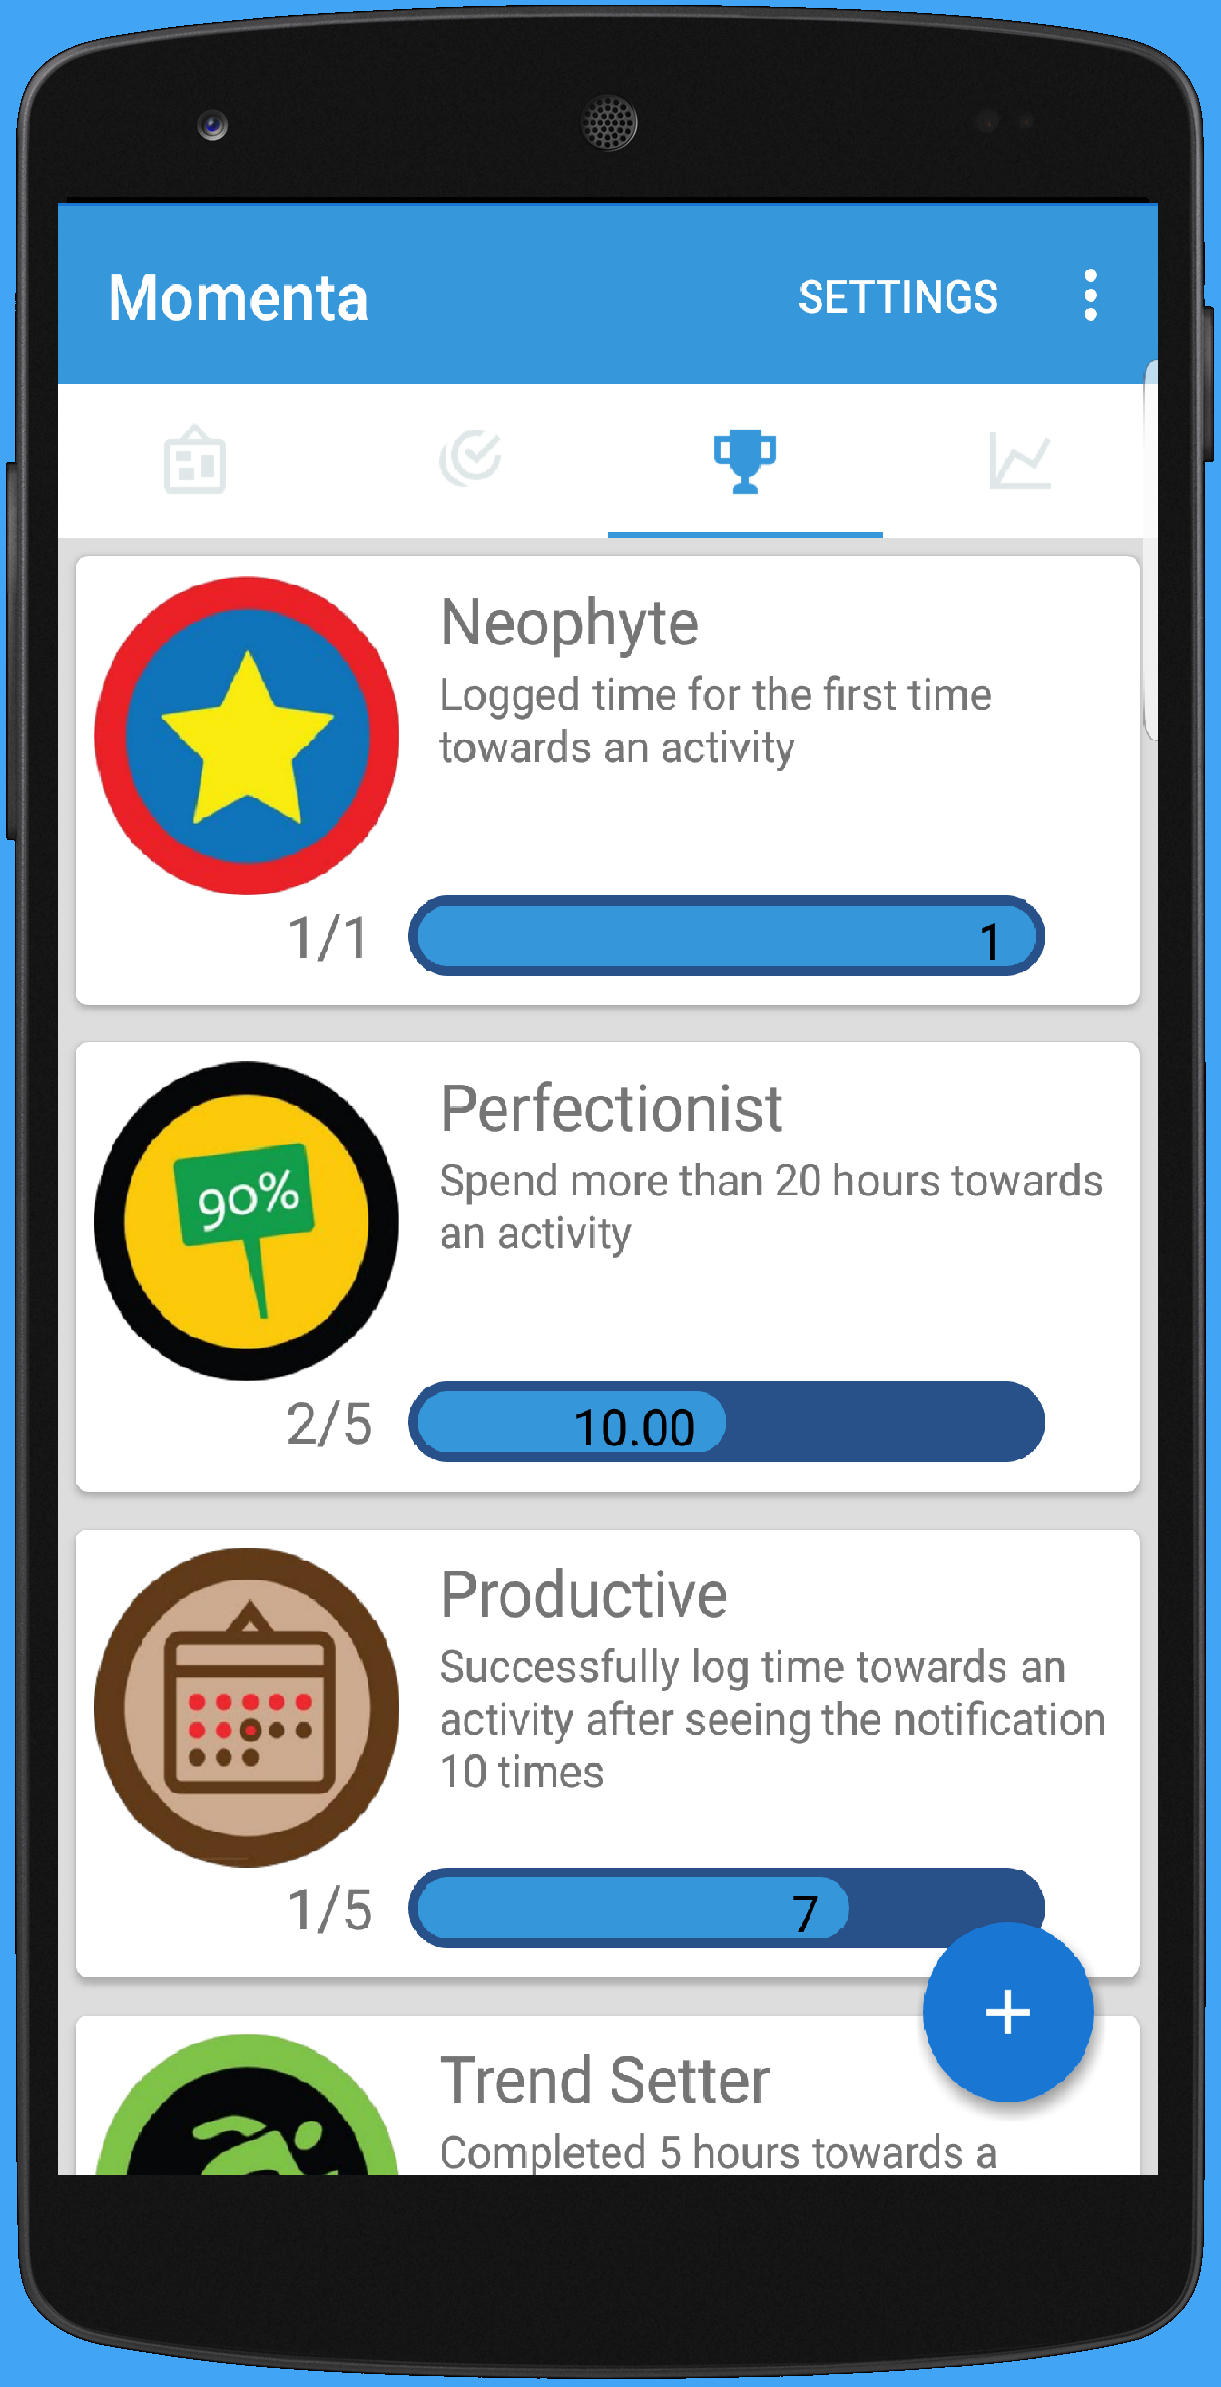 Momenta
SETTINGS
Neophyte
Logged time for the first time
towards an activity
1/1
1
90%
Perfectionist
Spend more than 20 hours towards
an activity
2/5
10.00
Productive
Successfully log time towards an
activity after seeing the notification
10 times
1/5
7
Trend Setter
Completed 5 hours towards a